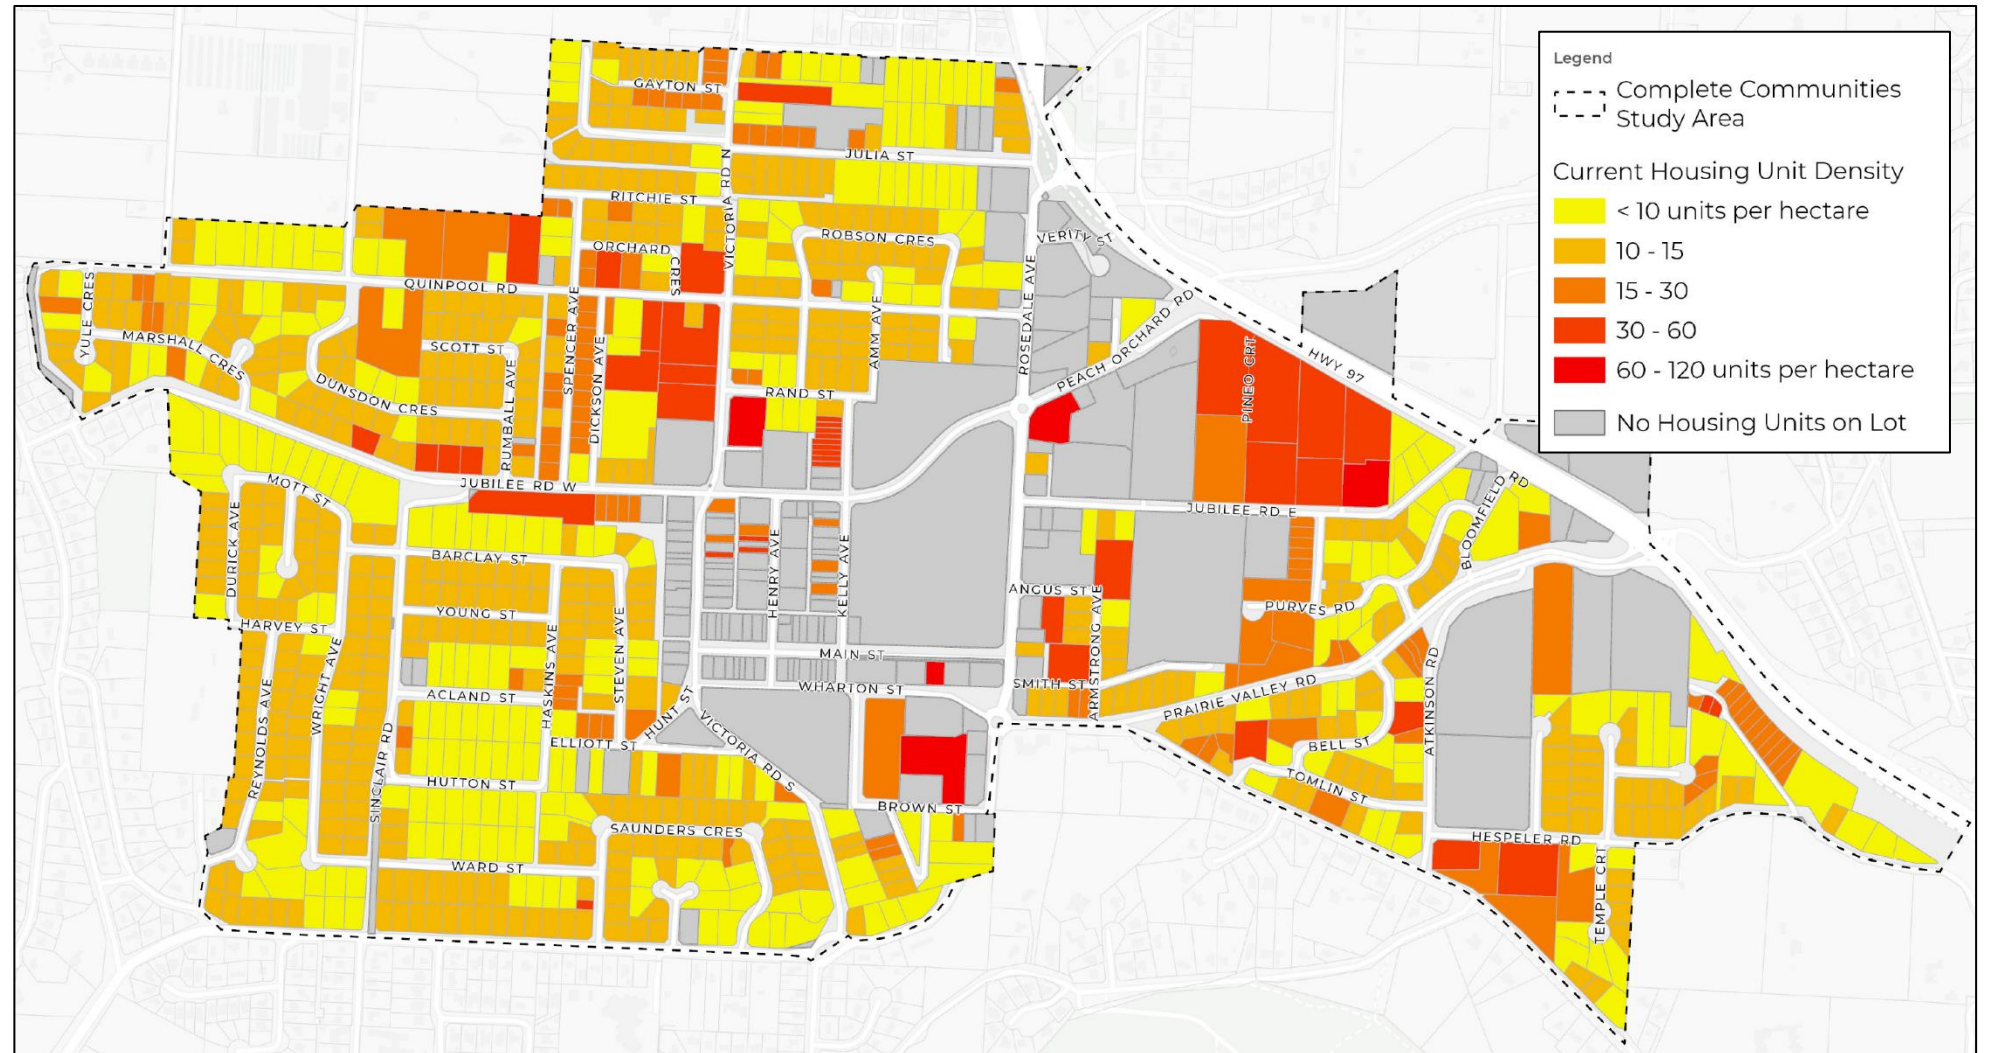 Legend
Complete Communities
Study Area
Current Housing Unit Density
< 10 units per hectare
10 - 15
15 - 30
30 - 60
60 - 120 units per hectare
No Housing Units on Lot
GAYTON ST
JULIA ST
VICTORIA RD N
RITCHIE ST
ORCHARD
CRES
ROBSON CRES
VERITY ST
QUINPOOL RD
YULE CRES
MARSHALL CRES
SCOTT ST
DUNSDON CRES
RUMBALL AVE
SPENCER AVE
DICKSON AVE
AMM AVE
RAND ST
ROSEDALE AVE
PEACH ORCHARD RD
PINEO CRT
HWY 97
JUBILEE RD W
JUBILEE RD E
MOTT ST
DURICK AVE
BARCLAY ST
YOUNG ST
HARVEY ST
WRIGHT AVE
REYNOLDS AVE
SINCLAIR RD
HASKINS AVE
STEVEN AVE
HENRY AVE
KELLY AVE
ANGUS ST
ARMSTRONG AVE
PURVES RD
BLOOMFIELD RD
MAIN ST
WHARTON ST
SMITH ST
PRAIRIE VALLEY RD
ATKINSON RD
ACLAND ST
HUNT ST
ELLIOTT ST
VICTORIA RD S
BELL ST
TOMLIN ST
HUTTON ST
BROWN ST
SAUNDERS CRES
WARD ST
HESPELER RD
TEMPLE CRT